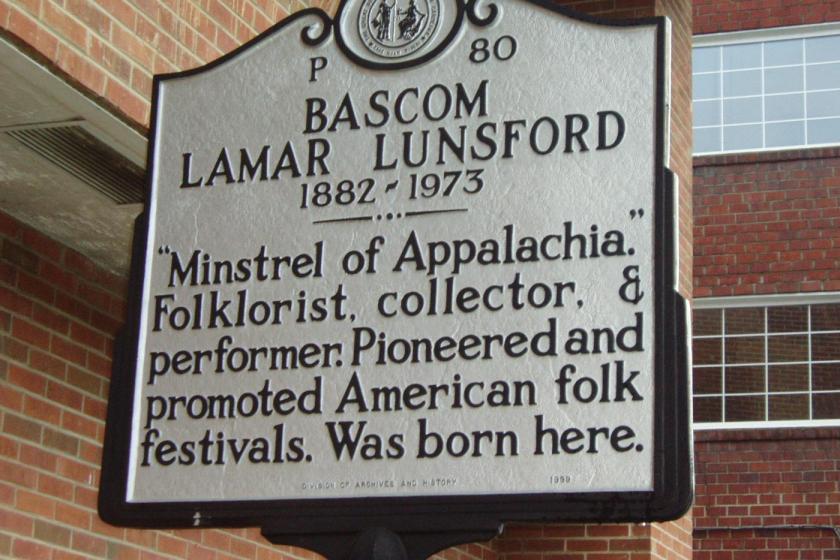 P 80
BASCOM
LAMAR LUNSFORD
1882 ~ 1973
"Minstrel of Appalachia."
Folklorist, collector, &
performer. Pioneered and
promoted American folk
festivals. Was born here.
DIVISION OF ARCHIVES AND HISTORY 1999